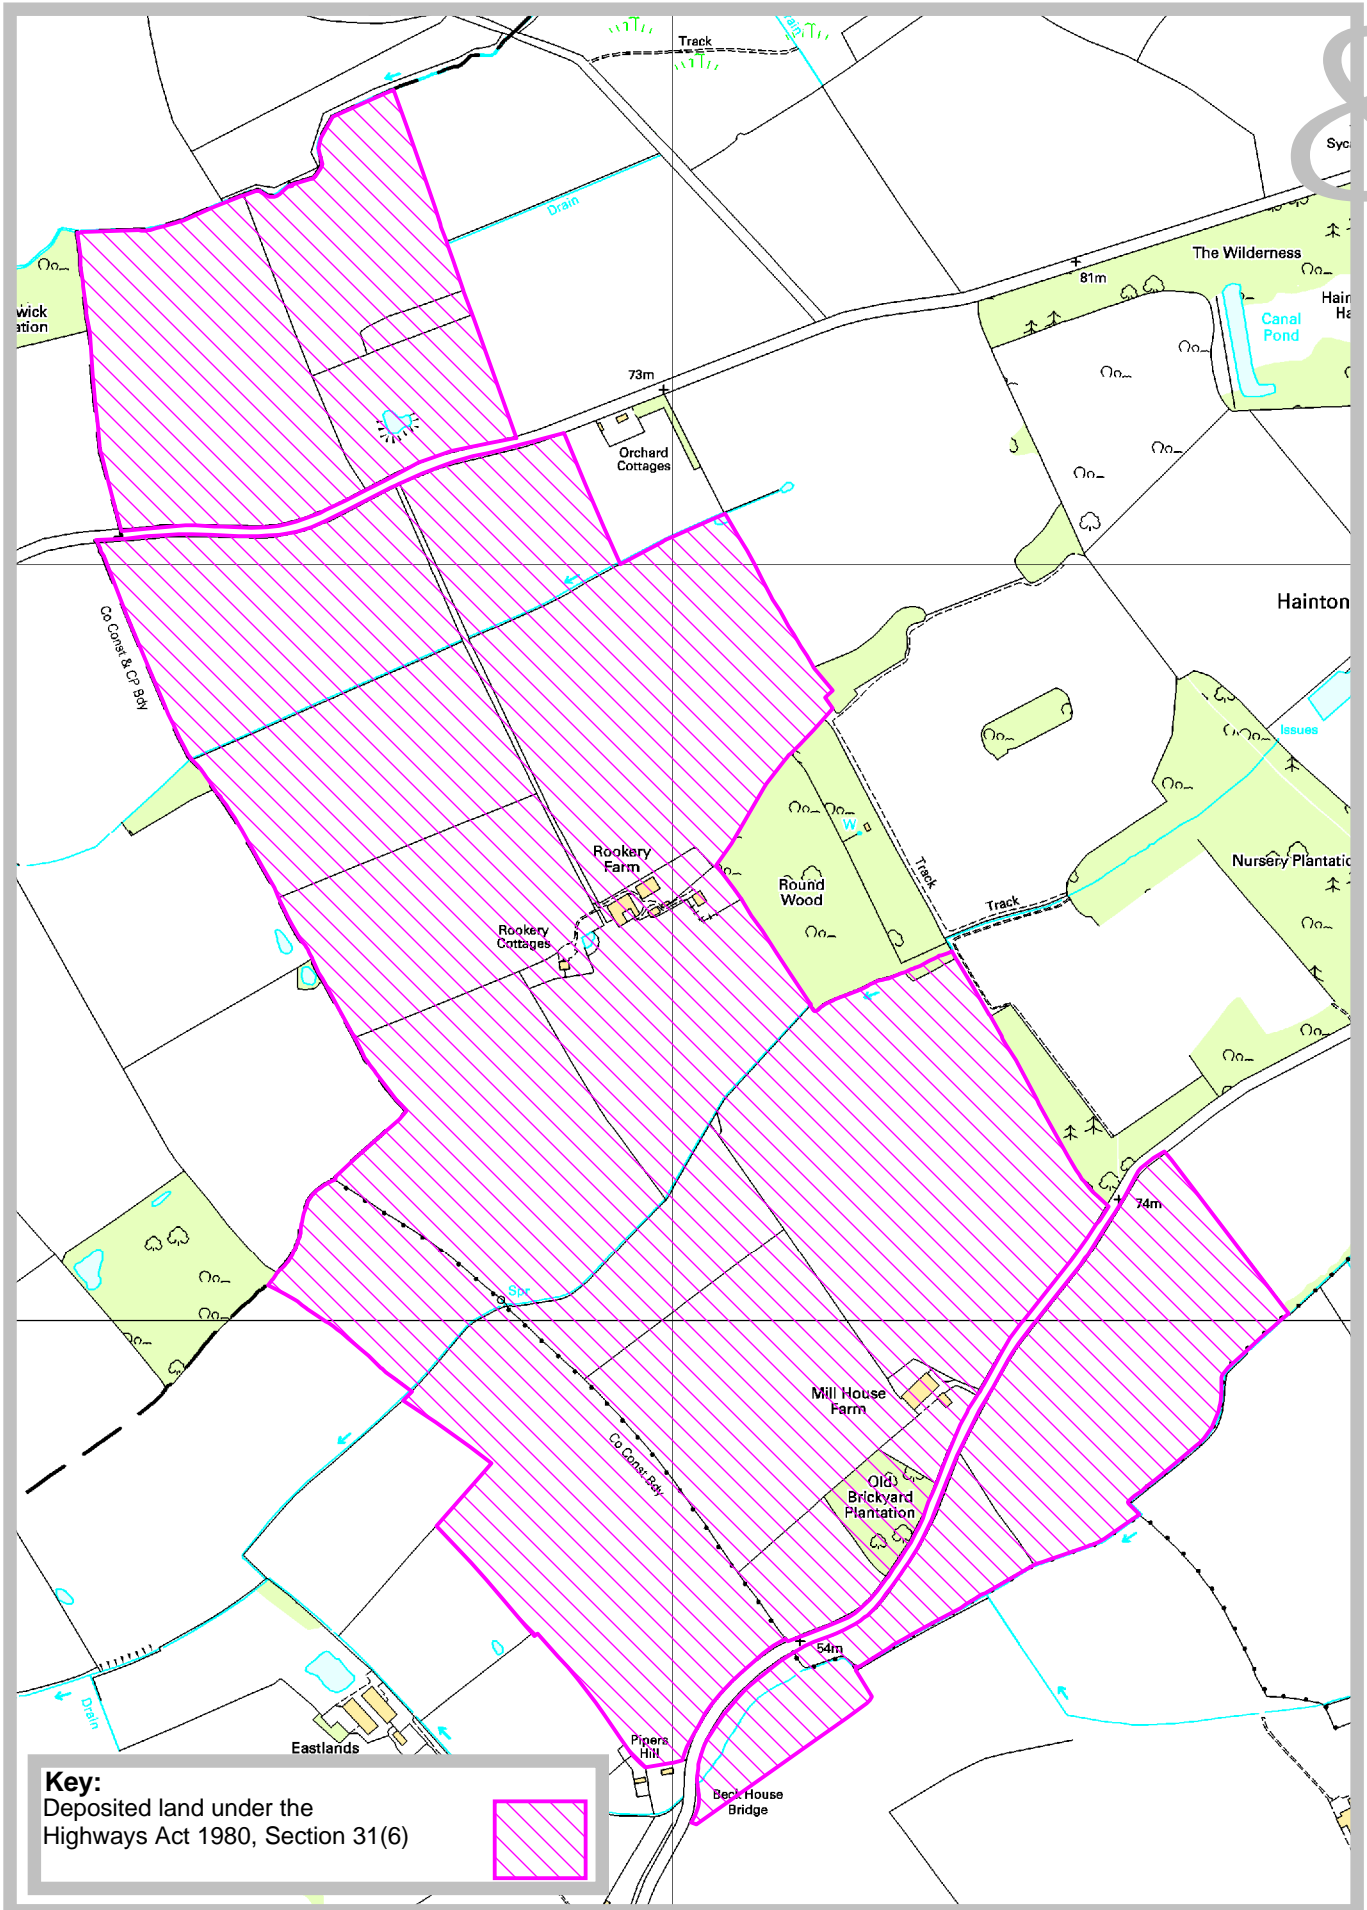 Track
Drain
&
Syc
The Wilderness
81m
Hain
Ha
Canal
Pond
wick
ation
Drain
73m
Orchard
Cottages
Hainton
Co Const & CP Bdy
Issues
W
Rookery
Farm
Round
Wood
Track
Track
Nursery Plantatio
Rookery
Cottages
74m
Spr
Mill House
Farm
Co Const Bdy
Old
Brickyard
Plantation
54m
Drain
Eastlands
Pipers
Hill
Beck House
Bridge
Key:
Deposited land under the
Highways Act 1980, Section 31(6)